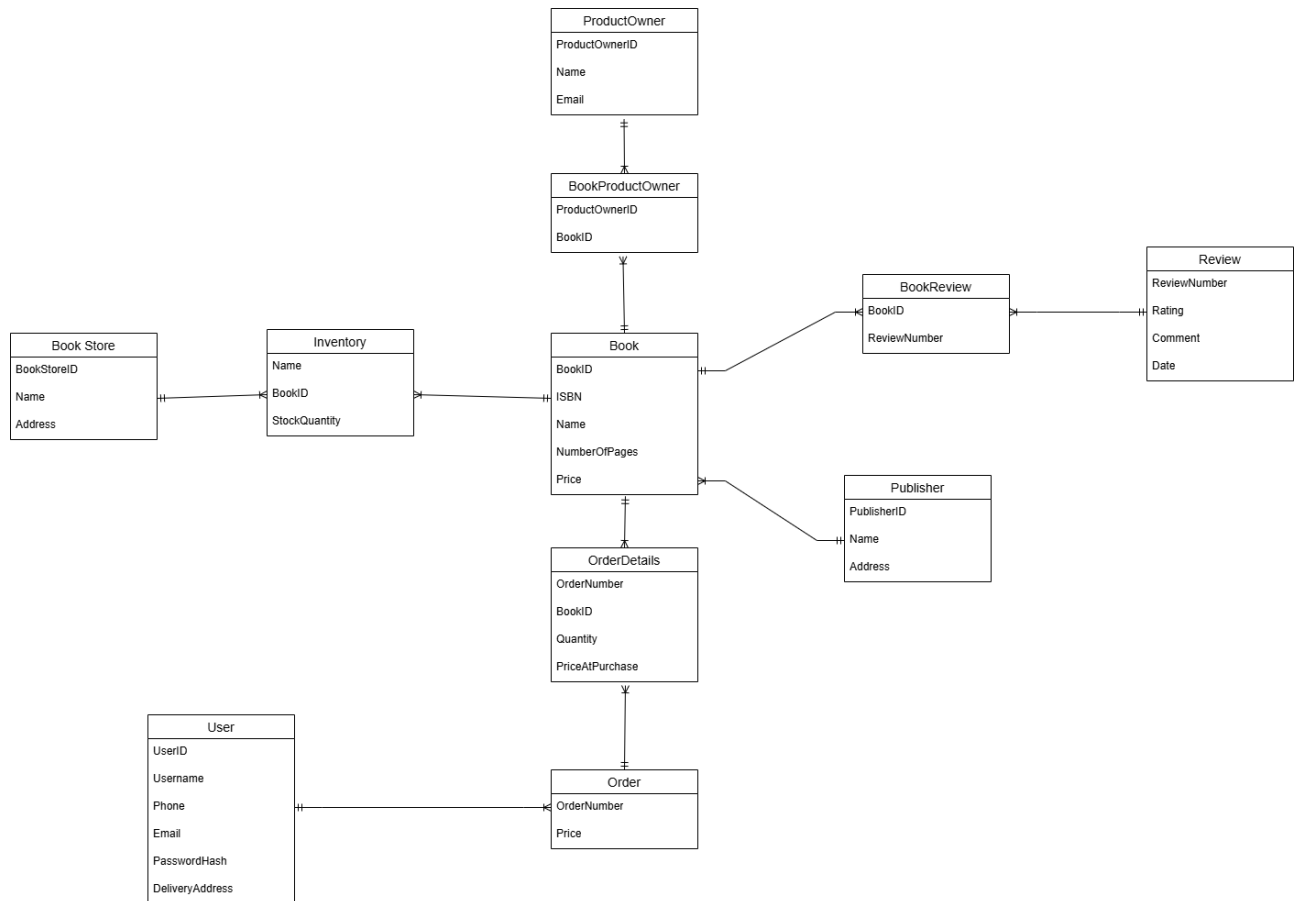 ProductOwner
ProductOwnerID
Name
Email
BookProductOwner
ProductOwnerID
BookID
Review
ReviewNumber
Rating
Comment
Date
BookReview
BookID
ReviewNumber
Book Store
BookStoreID
Name
Address
Inventory
Name
BookID
StockQuantity
Book
BookID
ISBN
Name
NumberOfPages
Price
Publisher
PublisherID
Name
Address
OrderDetails
OrderNumber
BookID
Quantity
PriceAtPurchase
User
UserID
Username
Phone
Email
PasswordHash
DeliveryAddress
Order
OrderNumber
Price